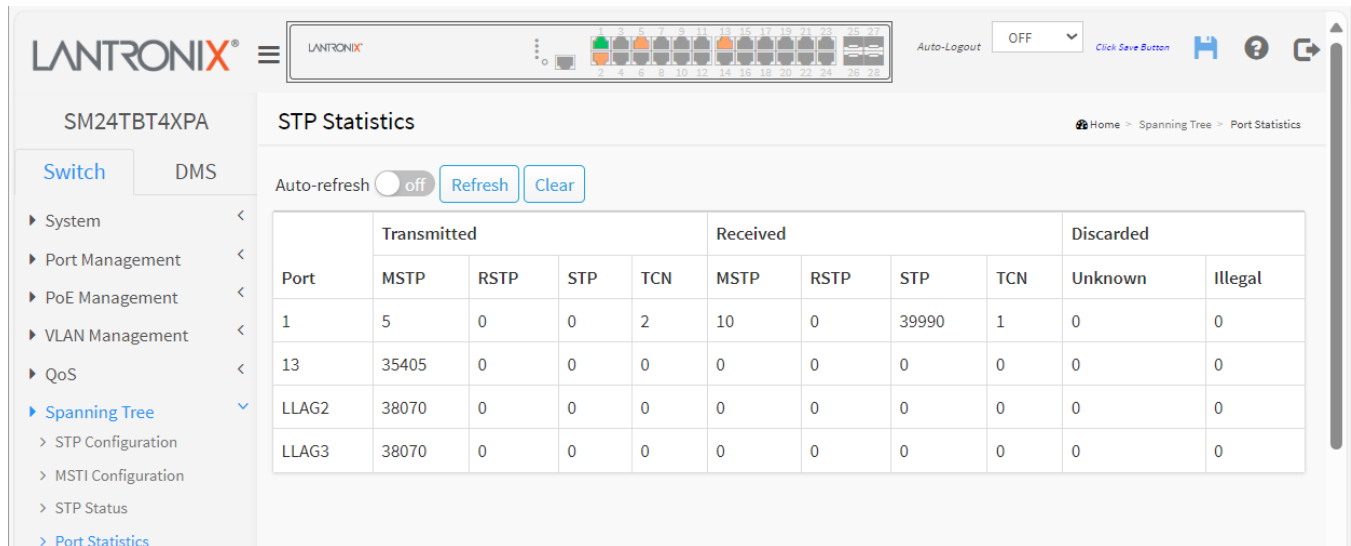 LANTRONIX®
LANTRONIX
1 3 5 7 9 11 13 15 17 19 21 23 25 27
2 4 6 8 10 12 14 16 18 20 22 24 26 28
Auto-Logout OFF Click Save Button
SM24TBT4XPA
Switch DMS
System
Port Management
PoE Management
VLAN Management
QoS
Spanning Tree
STP Configuration
MSTI Configuration
STP Status
Port Statistics
STP Statistics
Home > Spanning Tree > Port Statistics
Auto-refresh off Refresh Clear
Port Transmitted Received Discarded
MSTP RSTP STP TCN MSTP RSTP STP TCN Unknown Illegal
1 5 0 0 2 10 0 39990 1 0 0
13 35405 0 0 0 0 0 0 0 0 0
LLAG2 38070 0 0 0 0 0 0 0 0 0
LLAG3 38070 0 0 0 0 0 0 0 0 0